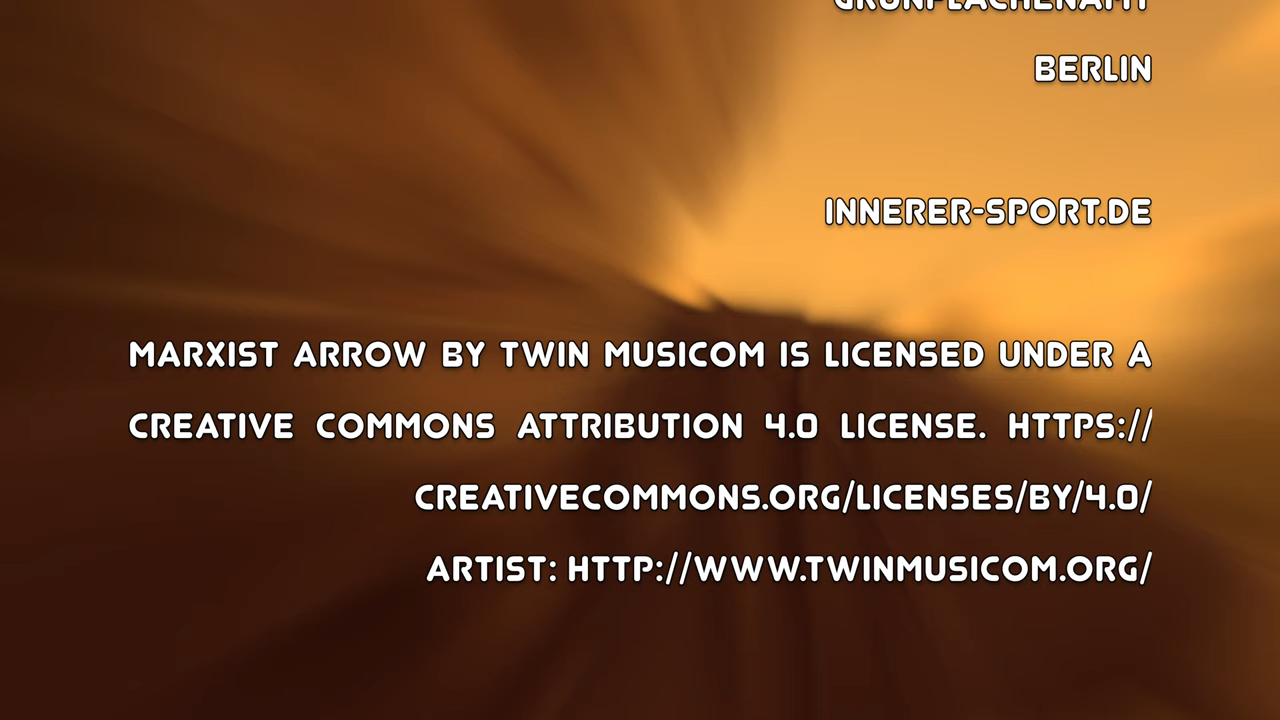 GRÜNFLÄCHENAMT
BERLIN
INNERER-SPORT.DE
MARXIST ARROW BY TWIN MUSICOM IS LICENSED UNDER A
CREATIVE COMMONS ATTRIBUTION 4.0 LICENSE. HTTPS://
CREATIVECOMMONS.ORG/LICENSES/BY/4.0/
ARTIST: HTTP://WWW.TWINMUSICOM.ORG/